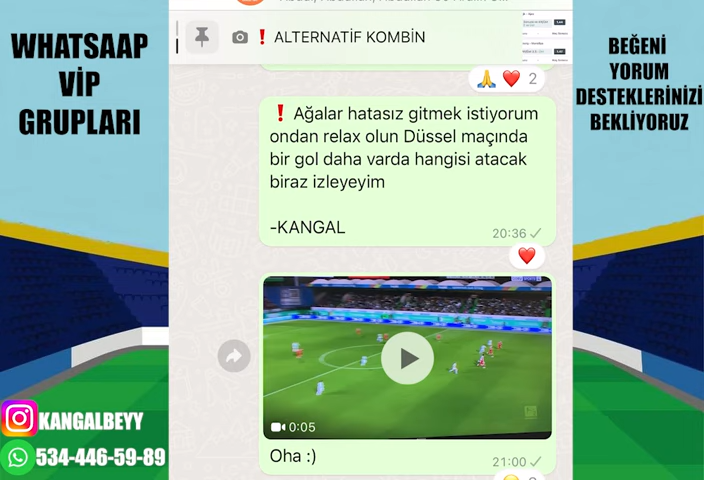 WHATSAAP
VİP
GRUPLARI
BEĞENİ
YORUM
DESTEKLERİNİZİ
BEKLİYORUZ
❗ ALTERNATİF KOMBİN
🙏 ❤️ 2
❗ Ağalar hatasız gitmek istiyorum
ondan relax olun Düssel maçında
bir gol daha varda hangisi atacak
biraz izleyeyim
-KANGAL
20:36
0:05
Oha :)
21:00
KANGALBEYY
534-446-59-89